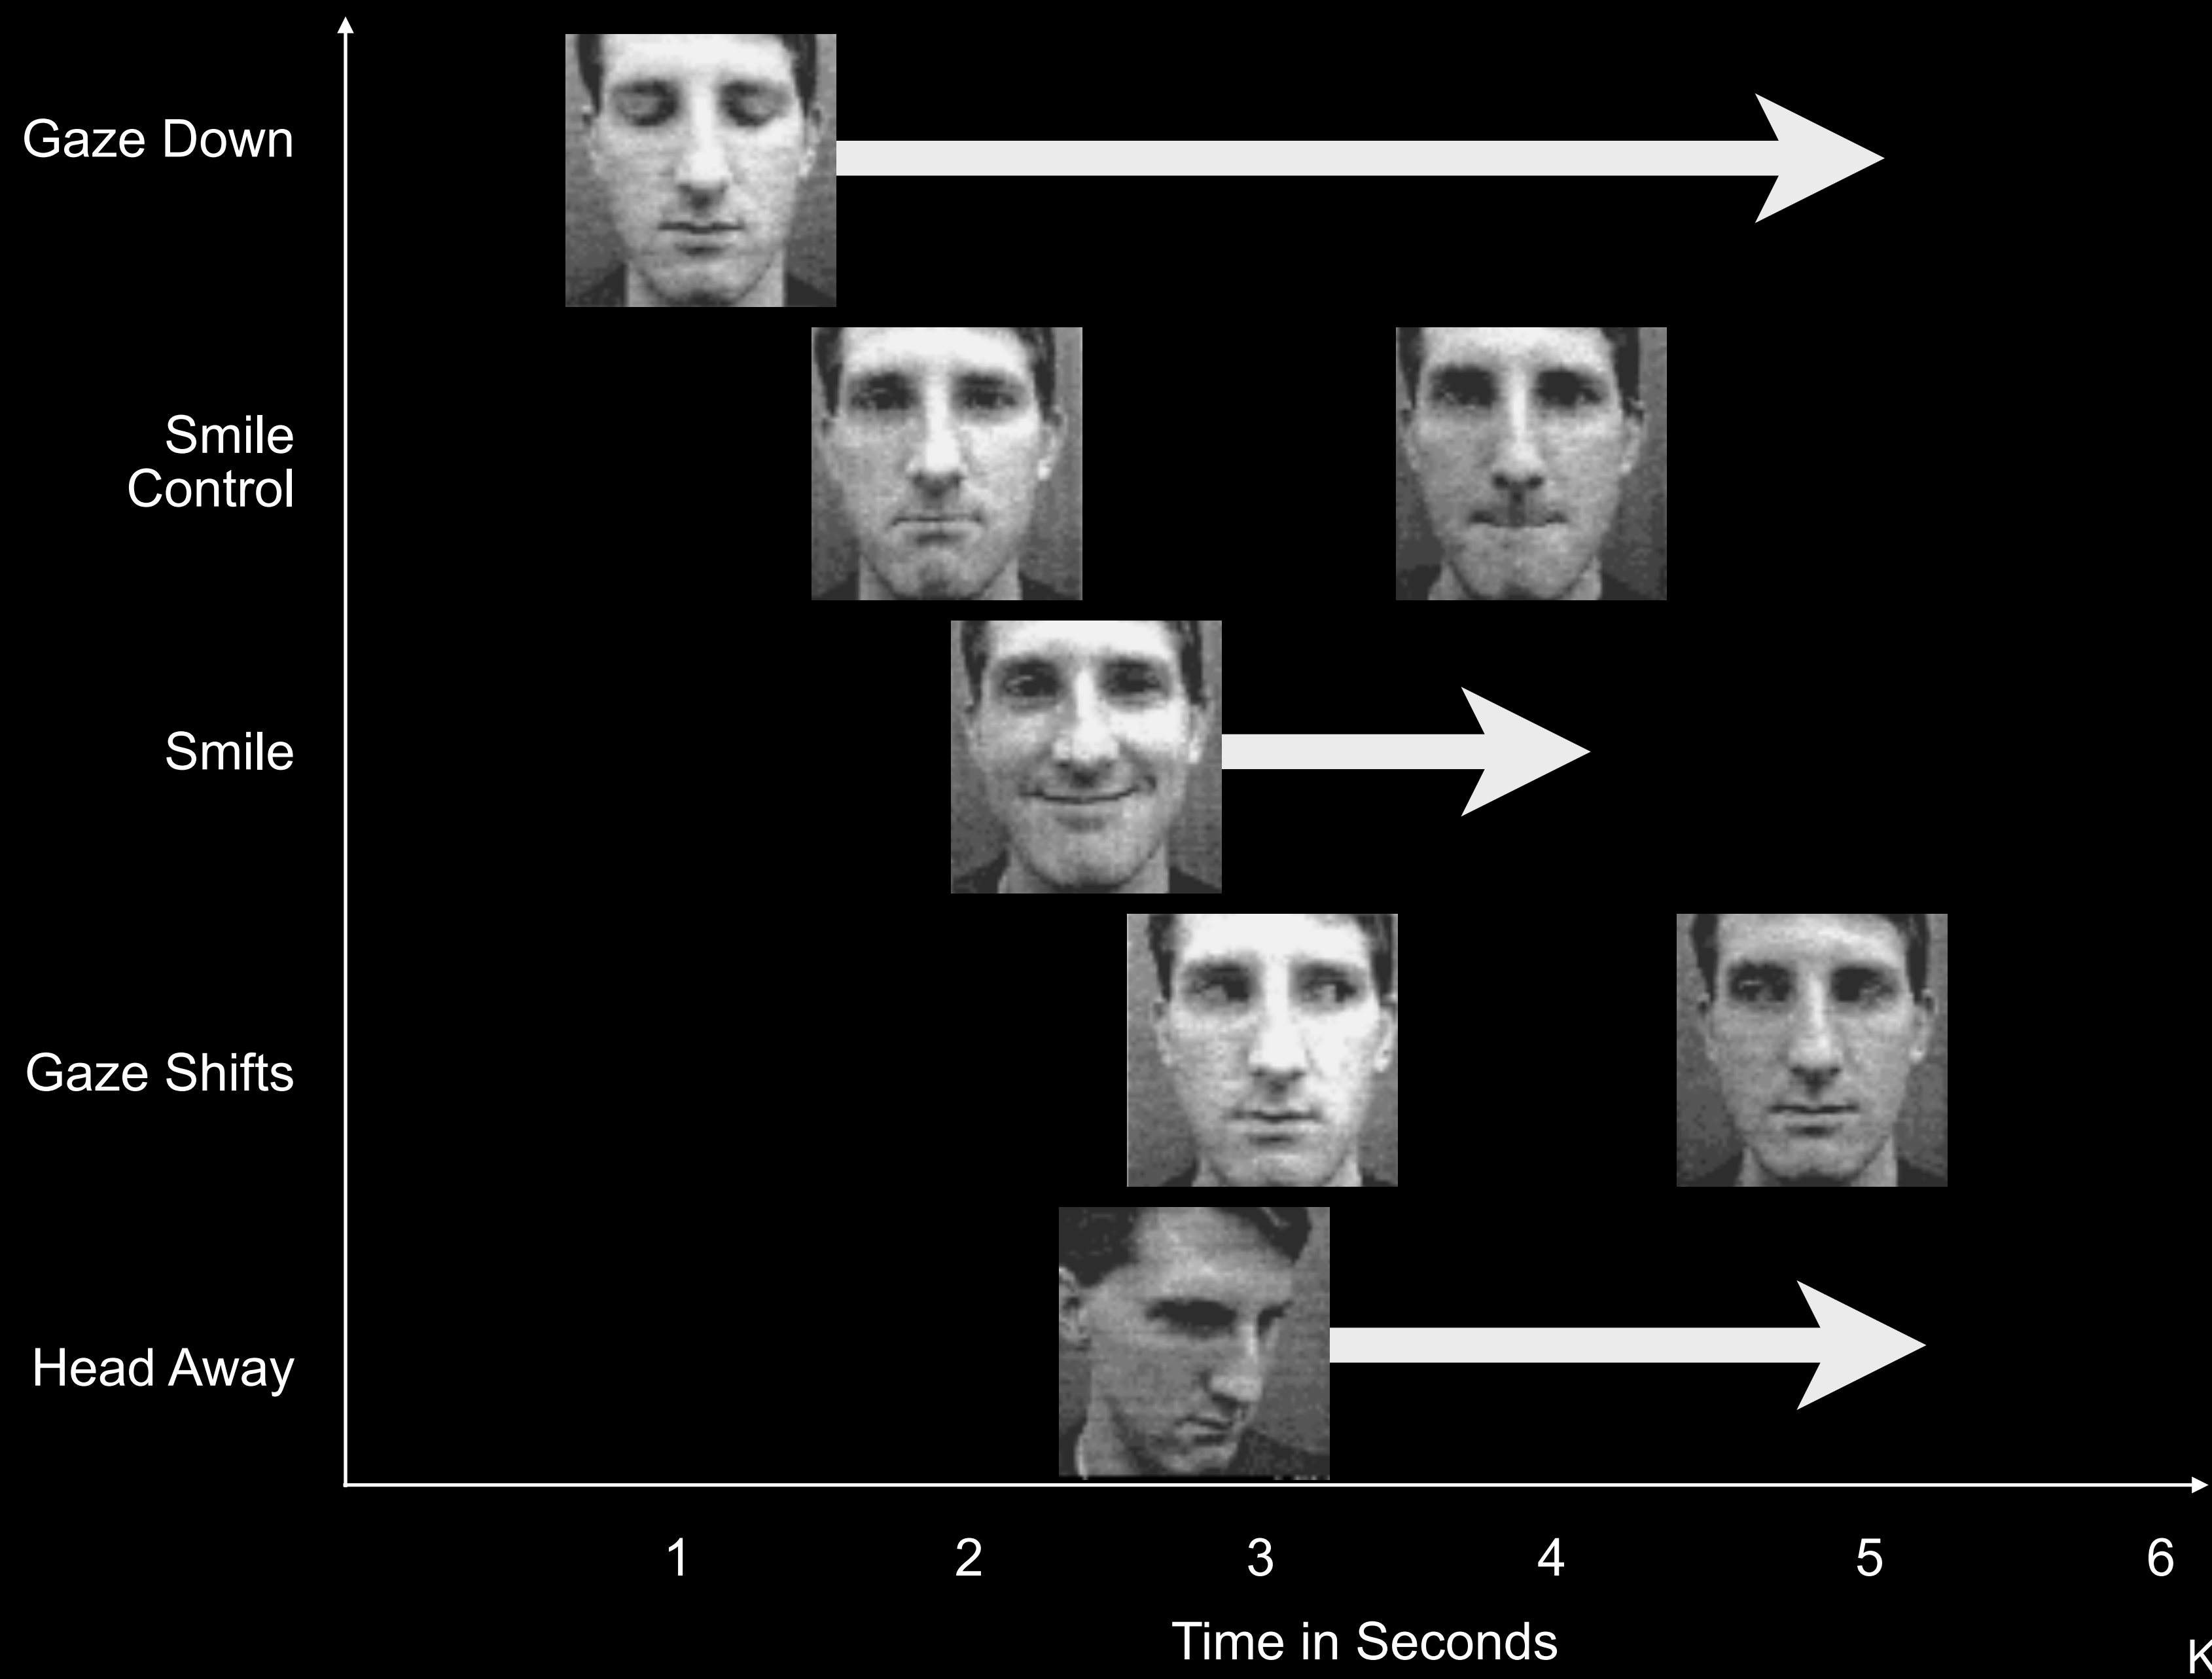 Gaze Down
Smile
Control
Smile
Gaze Shifts
Head Away
1 2 3 4 5 6
Time in Seconds
K